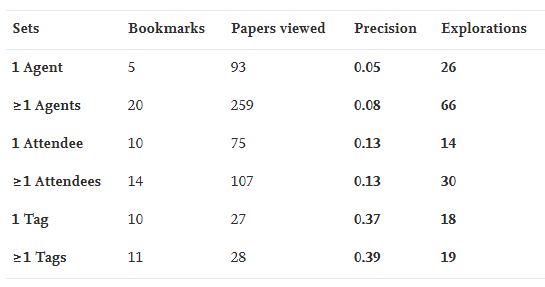 Sets Bookmarks Papers viewed Precision Explorations
1 Agent 5 93 0.05 26
≥1 Agents 20 259 0.08 66
1 Attendee 10 75 0.13 14
≥1 Attendees 14 107 0.13 30
1 Tag 10 27 0.37 18
≥1 Tags 11 28 0.39 19